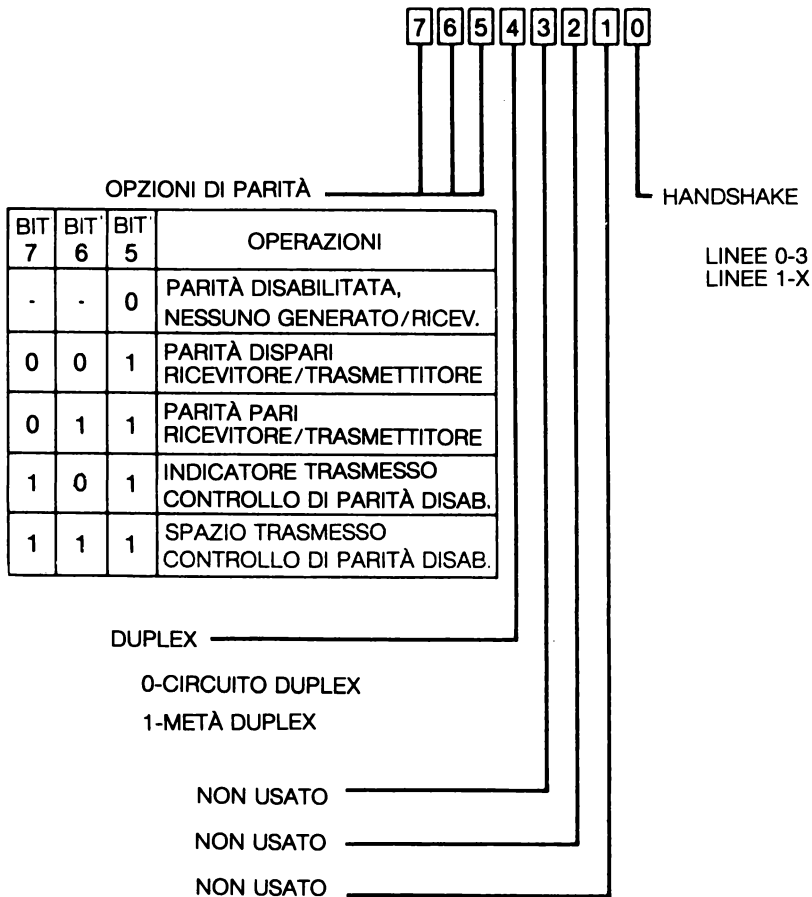 7 6 5 4 3 2 1 0
OPZIONI DI PARITÀ
HANDSHAKE
LINEE 0-3
LINEE 1-X
BIT 7 BIT 6 BIT 5 OPERAZIONI
- - 0 PARITÀ DISABILITATA,
NESSUNO GENERATO/RICEV.
0 0 1 PARITÀ DISPARI
RICEVITORE/TRASMETTITORE
0 1 1 PARITÀ PARI
RICEVITORE/TRASMETTITORE
1 0 1 INDICATORE TRASMESSO
CONTROLLO DI PARITÀ DISAB.
1 1 1 SPAZIO TRASMESSO
CONTROLLO DI PARITÀ DISAB.
DUPLEX
0-CIRCUITO DUPLEX
1-METÀ DUPLEX
NON USATO
NON USATO
NON USATO